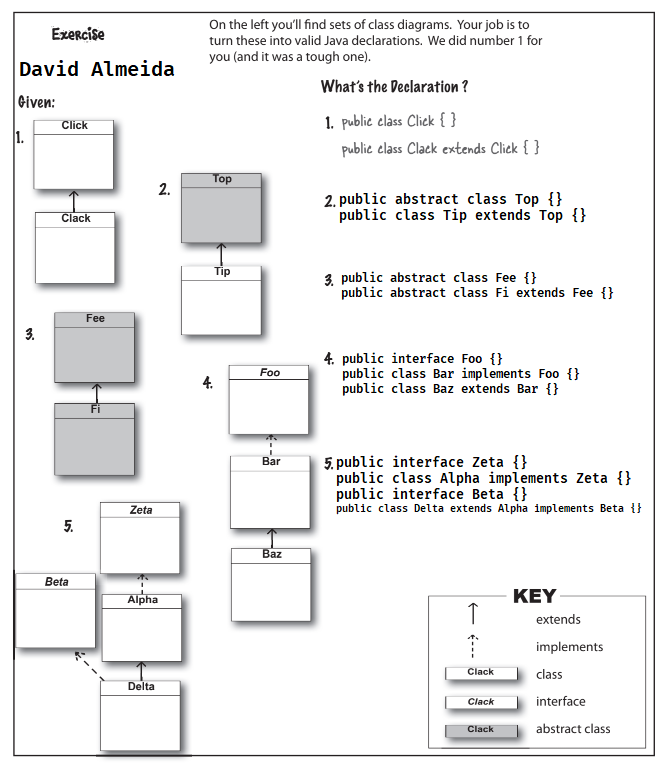 Exercise
On the left you'll find sets of class diagrams. Your job is to
turn these into valid Java declarations. We did number 1 for
you (and it was a tough one).
David Almeida
What's the Declaration ?
Given:
1.
Click
Clack
2.
Top
Tip
3.
Fee
Fi
4.
Foo
Bar
Baz
5.
Zeta
Beta
Alpha
Delta
1. public class Click { }
public class Clack extends Click { }
2. public abstract class Top {}
public class Tip extends Top {}
3. public abstract class Fee {}
public abstract class Fi extends Fee {}
4. public interface Foo {}
public class Bar implements Foo {}
public class Baz extends Bar {}
5. public interface Zeta {}
public class Alpha implements Zeta {}
public interface Beta {}
public class Delta extends Alpha implements Beta {}
KEY
extends
implements
Clack class
Clack interface
Clack abstract class